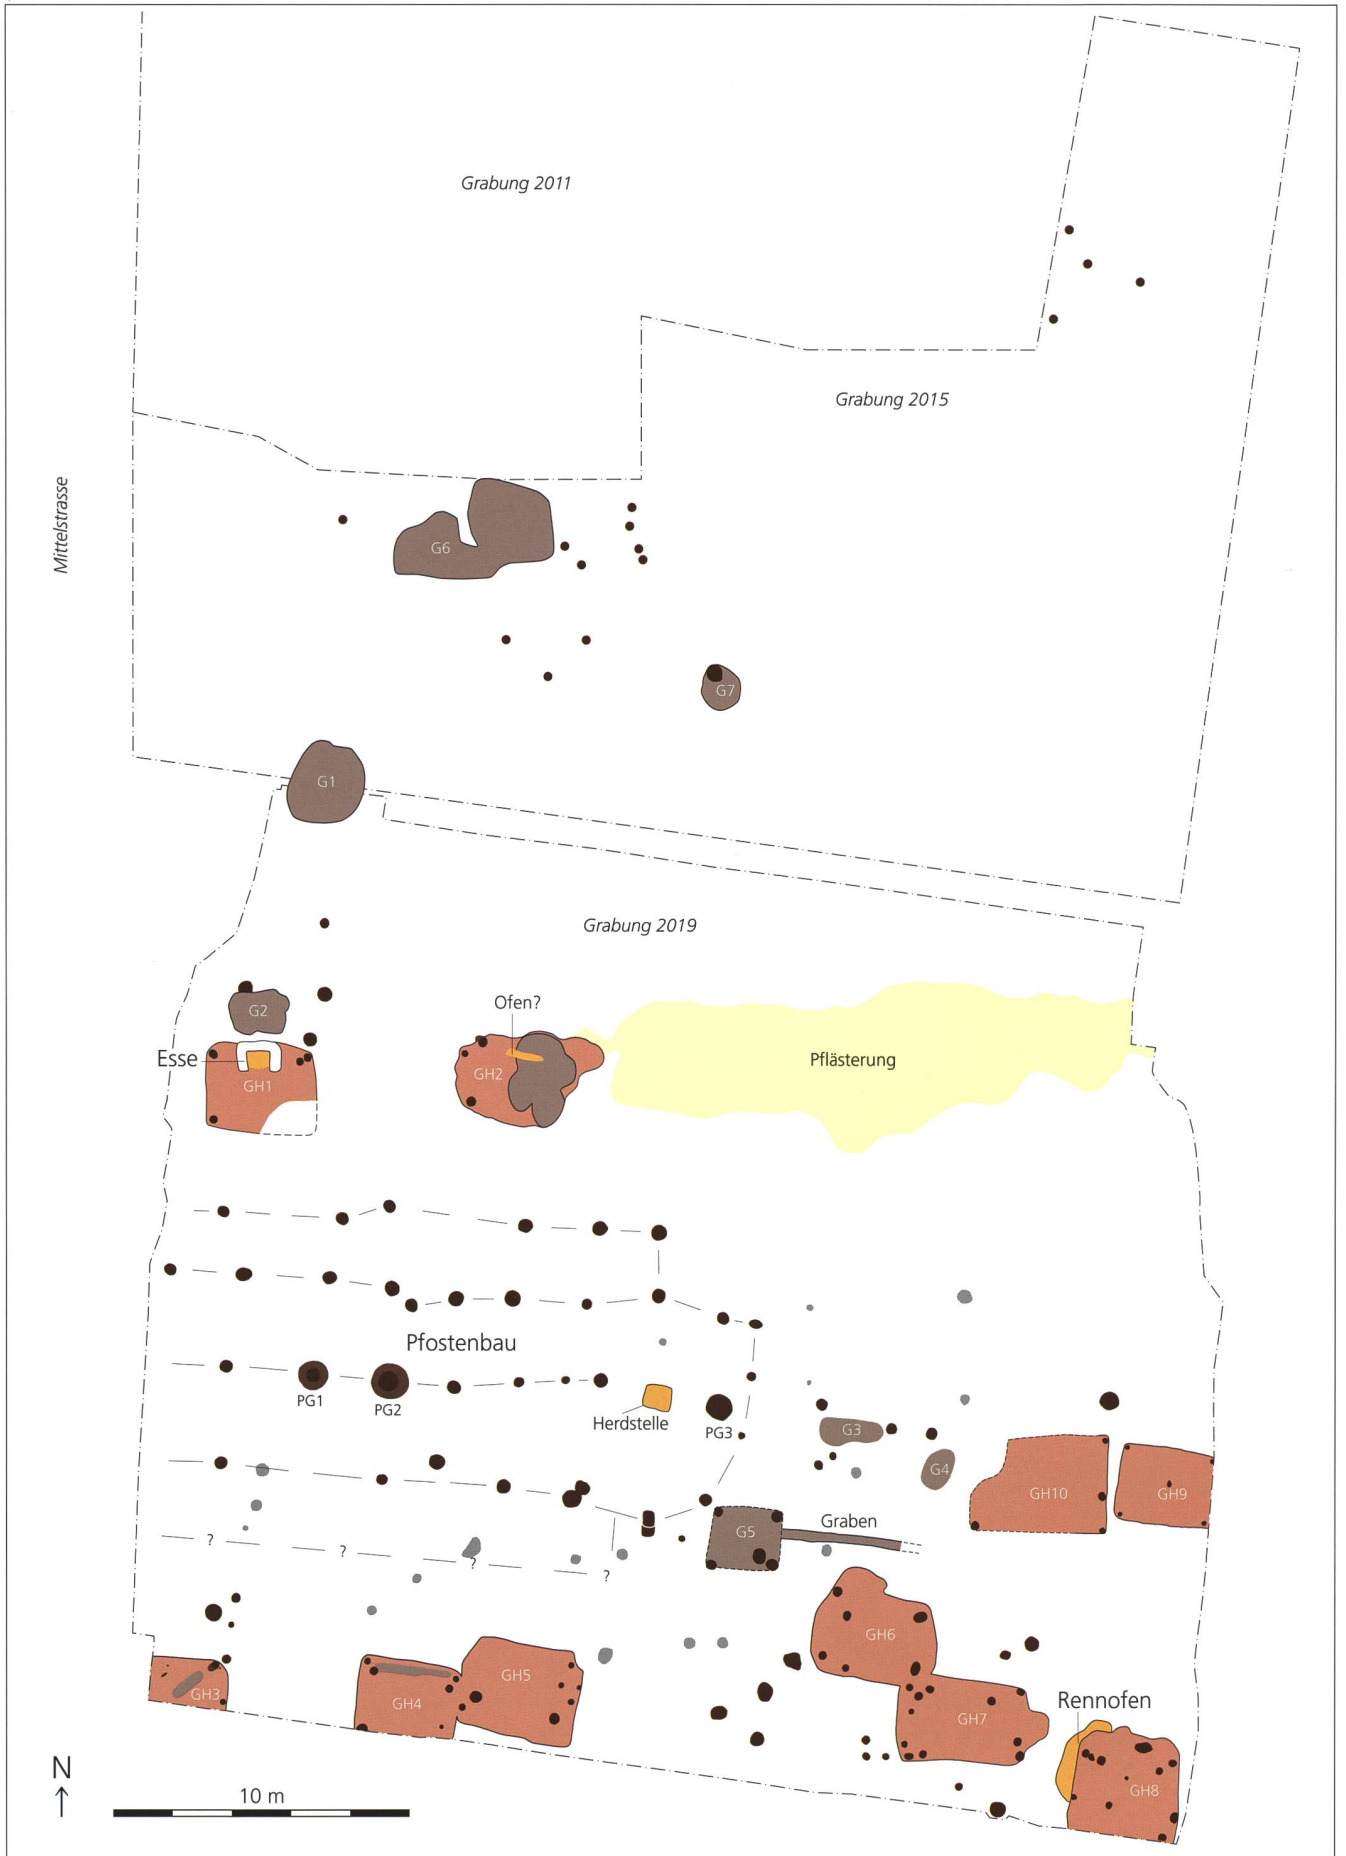 Grabung 2011
Grabung 2015
Mittelstrasse
G6
G7
G1
Grabung 2019
Ofen?
G2
Esse
GH1
GH2
Pflästerung
Pfostenbau
PG1
PG2
Herdstelle
PG3
G3
G4
GH10
GH9
G5
Graben
?
?
?
?
GH6
GH3
GH4
GH5
GH7
Rennofen
GH8
N
10 m